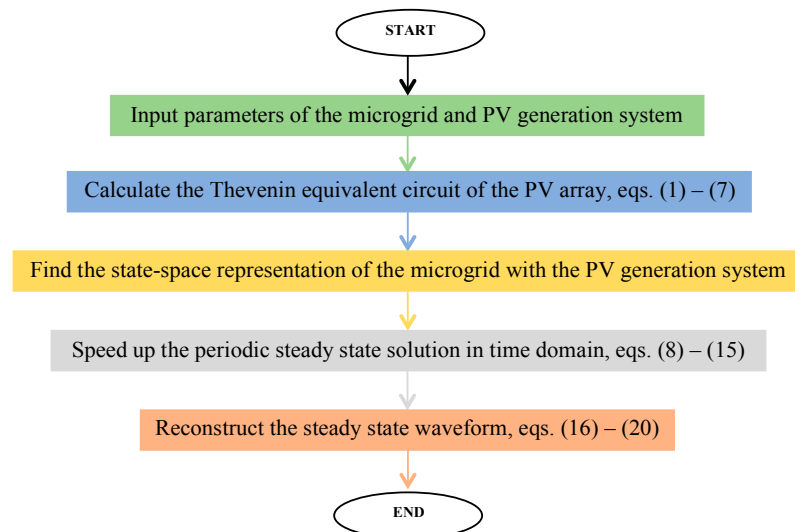 START
Input parameters of the microgrid and PV generation system
Calculate the Thevenin equivalent circuit of the PV array, eqs. (1) – (7)
Find the state-space representation of the microgrid with the PV generation system
Speed up the periodic steady state solution in time domain, eqs. (8) – (15)
Reconstruct the steady state waveform, eqs. (16) – (20)
END